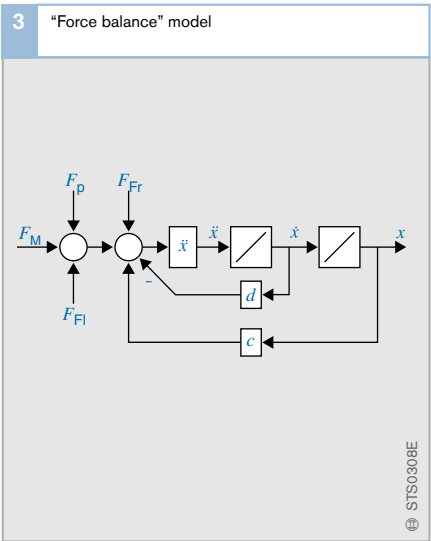 3 “Force balance” model
F_p F_Fr
F_M ẍ ẍ ẋ x
– d
F_Fl
c
STS0308E